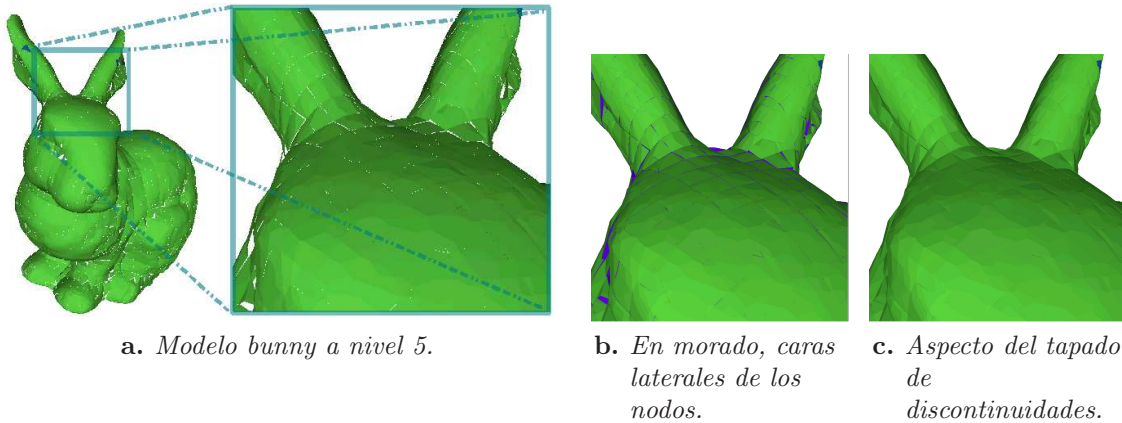 a. Modelo bunny a nivel 5.
b. En morado, caras
laterales de los
nodos.
c. Aspecto del tapado
de
discontinuidades.